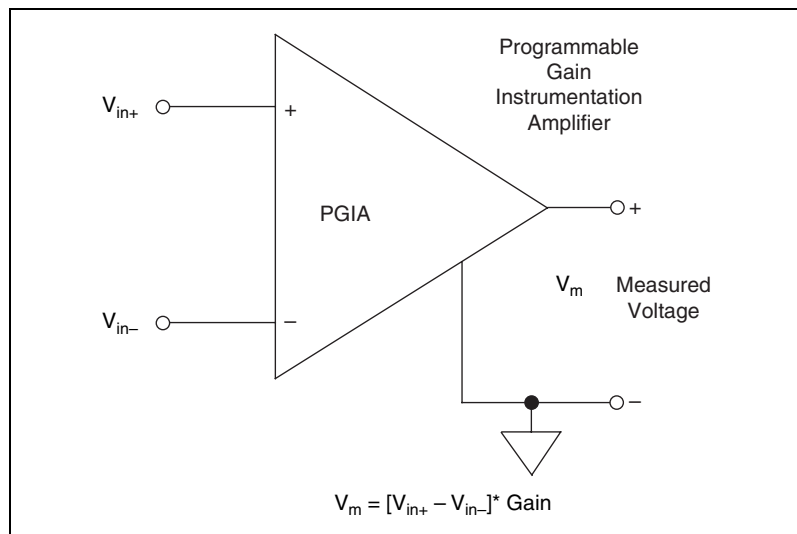 Programmable
Gain
Instrumentation
Amplifier
Vin+
+
PGIA
+
Vm
Measured
Voltage
Vin–
–
–
Vm = [Vin+ – Vin–]* Gain